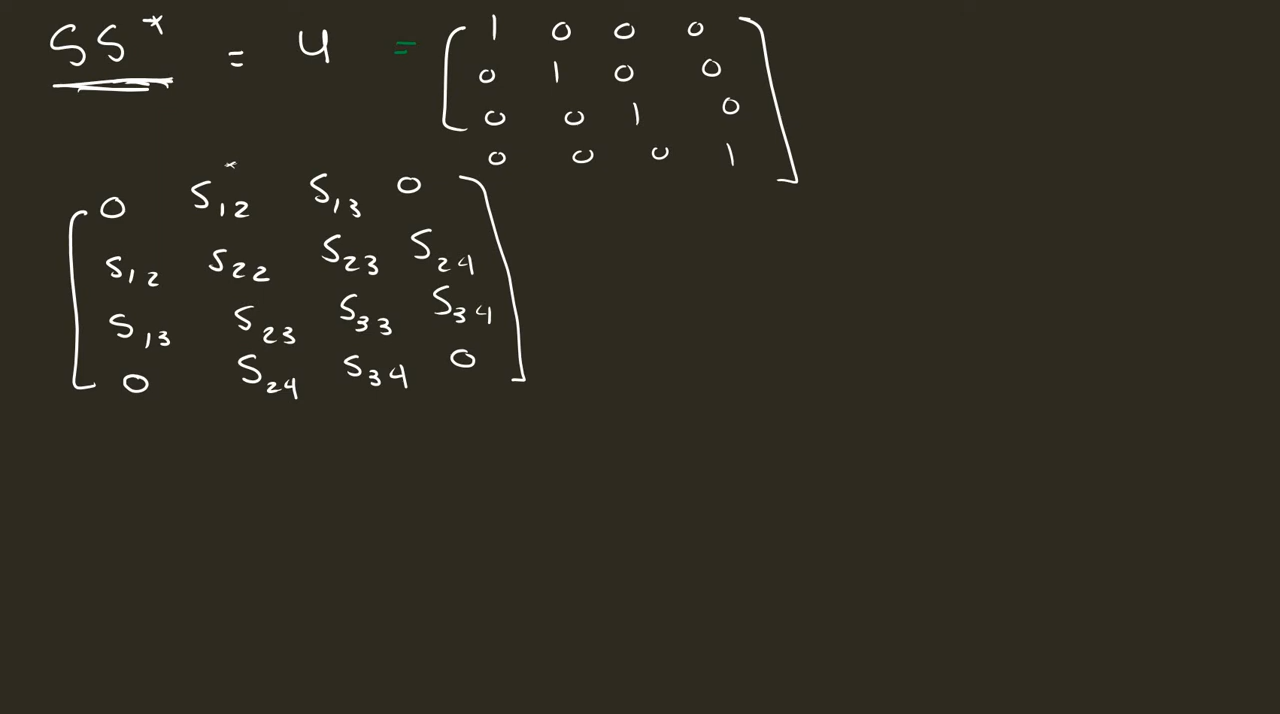 SS* = U = [ 1 0 0 0
0 1 0 0
0 0 1 0
0 0 0 1 ]
[ 0 S12* S13 0
S12 S22 S23 S24
S13 S23 S33 S34
0 S24 S34 0 ]